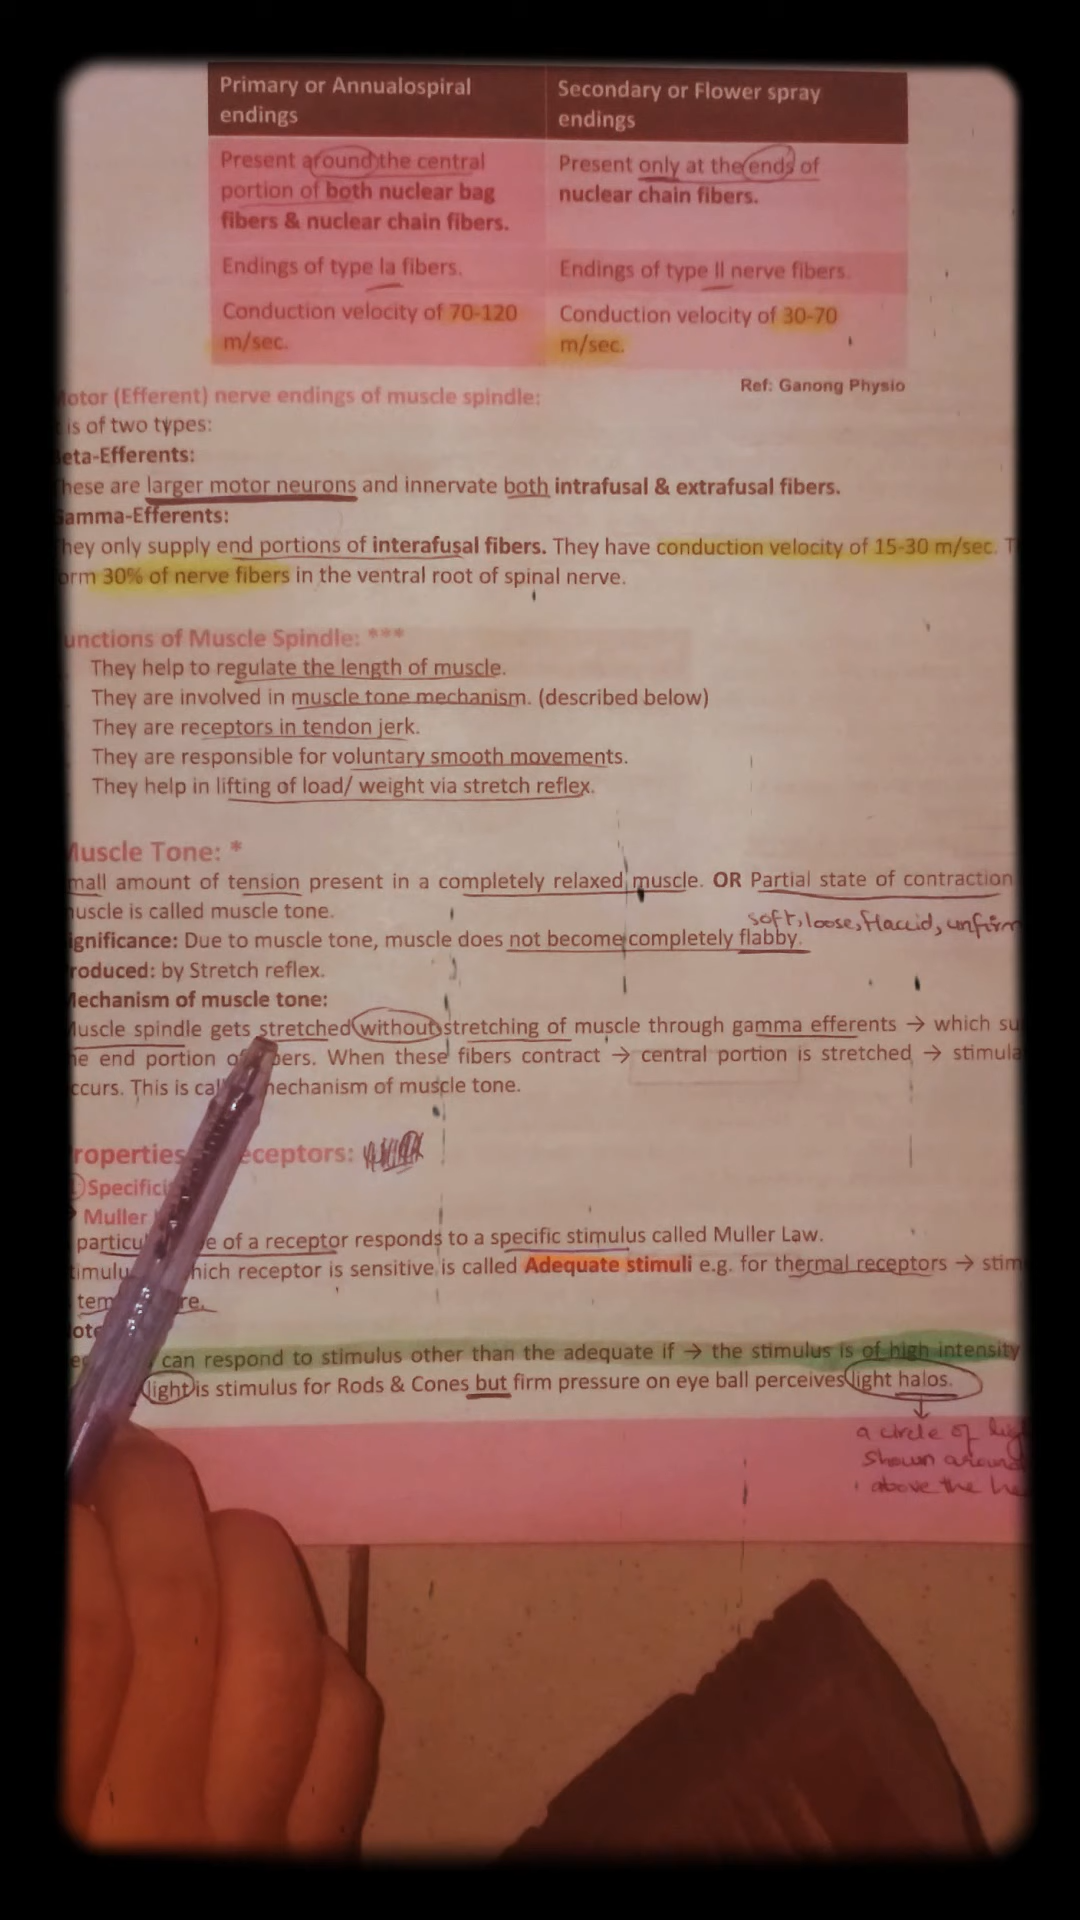 Primary or Annualospiral
endings
Secondary or Flower spray
endings
Present around the central
portion of both nuclear bag
fibers & nuclear chain fibers.
Present only at the ends of
nuclear chain fibers.
Endings of type Ia fibers.
Endings of type II nerve fibers.
Conduction velocity of 70-120
m/sec.
Conduction velocity of 30-70
m/sec.
Ref: Ganong Physio
otor (Efferent) nerve endings of muscle spindle:
is of two types:
eta-Efferents:
hese are larger motor neurons and innervate both intrafusal & extrafusal fibers.
amma-Efferents:
hey only supply end portions of interafusal fibers. They have conduction velocity of 15-30 m/sec. T
orm 30% of nerve fibers in the ventral root of spinal nerve.
unctions of Muscle Spindle: ***
They help to regulate the length of muscle.
They are involved in muscle tone mechanism. (described below)
They are receptors in tendon jerk.
They are responsible for voluntary smooth movements.
They help in lifting of load/ weight via stretch reflex.
Muscle Tone: *
mall amount of tension present in a completely relaxed muscle. OR Partial state of contraction
uscle is called muscle tone.
soft, loose, flaccid, unfirm
ignificance: Due to muscle tone, muscle does not become completely flabby.
roduced: by Stretch reflex.
Mechanism of muscle tone:
Muscle spindle gets stretched without stretching of muscle through gamma efferents → which su
he end portion of bers. When these fibers contract → central portion is stretched → stimula
ccurs. This is cal mechanism of muscle tone.
roperties eceptors:
Specifici
Muller
particul e of a receptor responds to a specific stimulus called Muller Law.
timulu hich receptor is sensitive is called Adequate stimuli e.g. for thermal receptors → stim
tem re.
ote
can respond to stimulus other than the adequate if → the stimulus is of high intensity
light is stimulus for Rods & Cones but firm pressure on eye ball perceives light halos.
a circle of lig
shown around
above the he